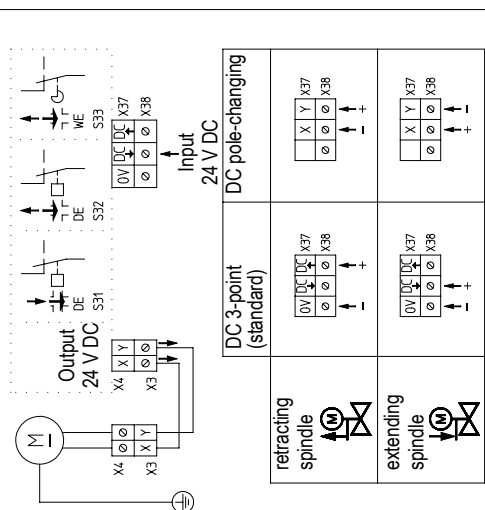 WE
S33
DE
S32
DE
S31
X37
X38
0V DC DC
Input
24 V DC
Output
24 V DC
X4
X Y
X3
M
X4
X3
X Y
DC 3-point
(standard)
DC pole-changing
retracting
spindle
M
0V DC DC
X37
X38
- +
X Y
X37
X38
- +
extending
spindle
M
0V DC DC
X37
X38
- +
X Y
X37
X38
+ -